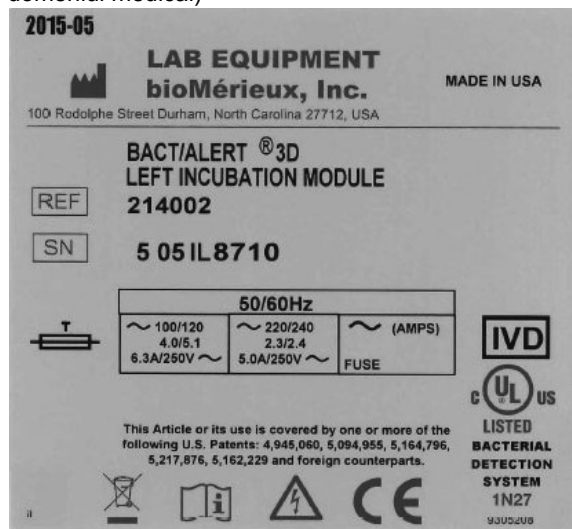 domeniul medical)
2015-05
LAB EQUIPMENT
bioMérieux, Inc.
MADE IN USA
100 Rodolphe Street Durham, North Carolina 27712, USA
BACT/ALERT ®3D
LEFT INCUBATION MODULE
REF 214002
SN 5 05 IL8710
50/60Hz
T
~ 100/120
4.0/5.1
6.3A/250V ~
~ 220/240
2.3/2.4
5.0A/250V ~
~ (AMPS)
FUSE
IVD
c UL US
®
LISTED
BACTERIAL
DETECTION
SYSTEM
1N27
9305208
This Article or its use is covered by one or more of the
following U.S. Patents: 4,945,060, 5,094,955, 5,164,796,
5,217,876, 5,162,229 and foreign counterparts.
i
CE